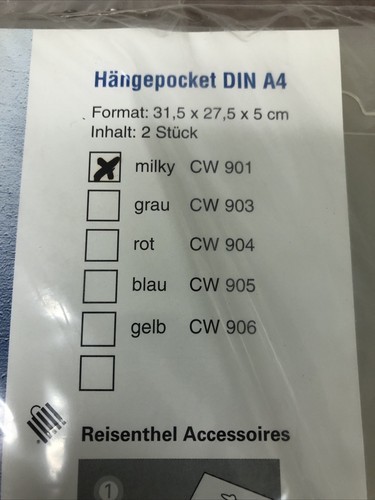 Hängepocket DIN A4
Format: 31,5 x 27,5 x 5 cm
Inhalt: 2 Stück
milky CW 901
grau CW 903
rot CW 904
blau CW 905
gelb CW 906
Reisenthel Accessoires
1